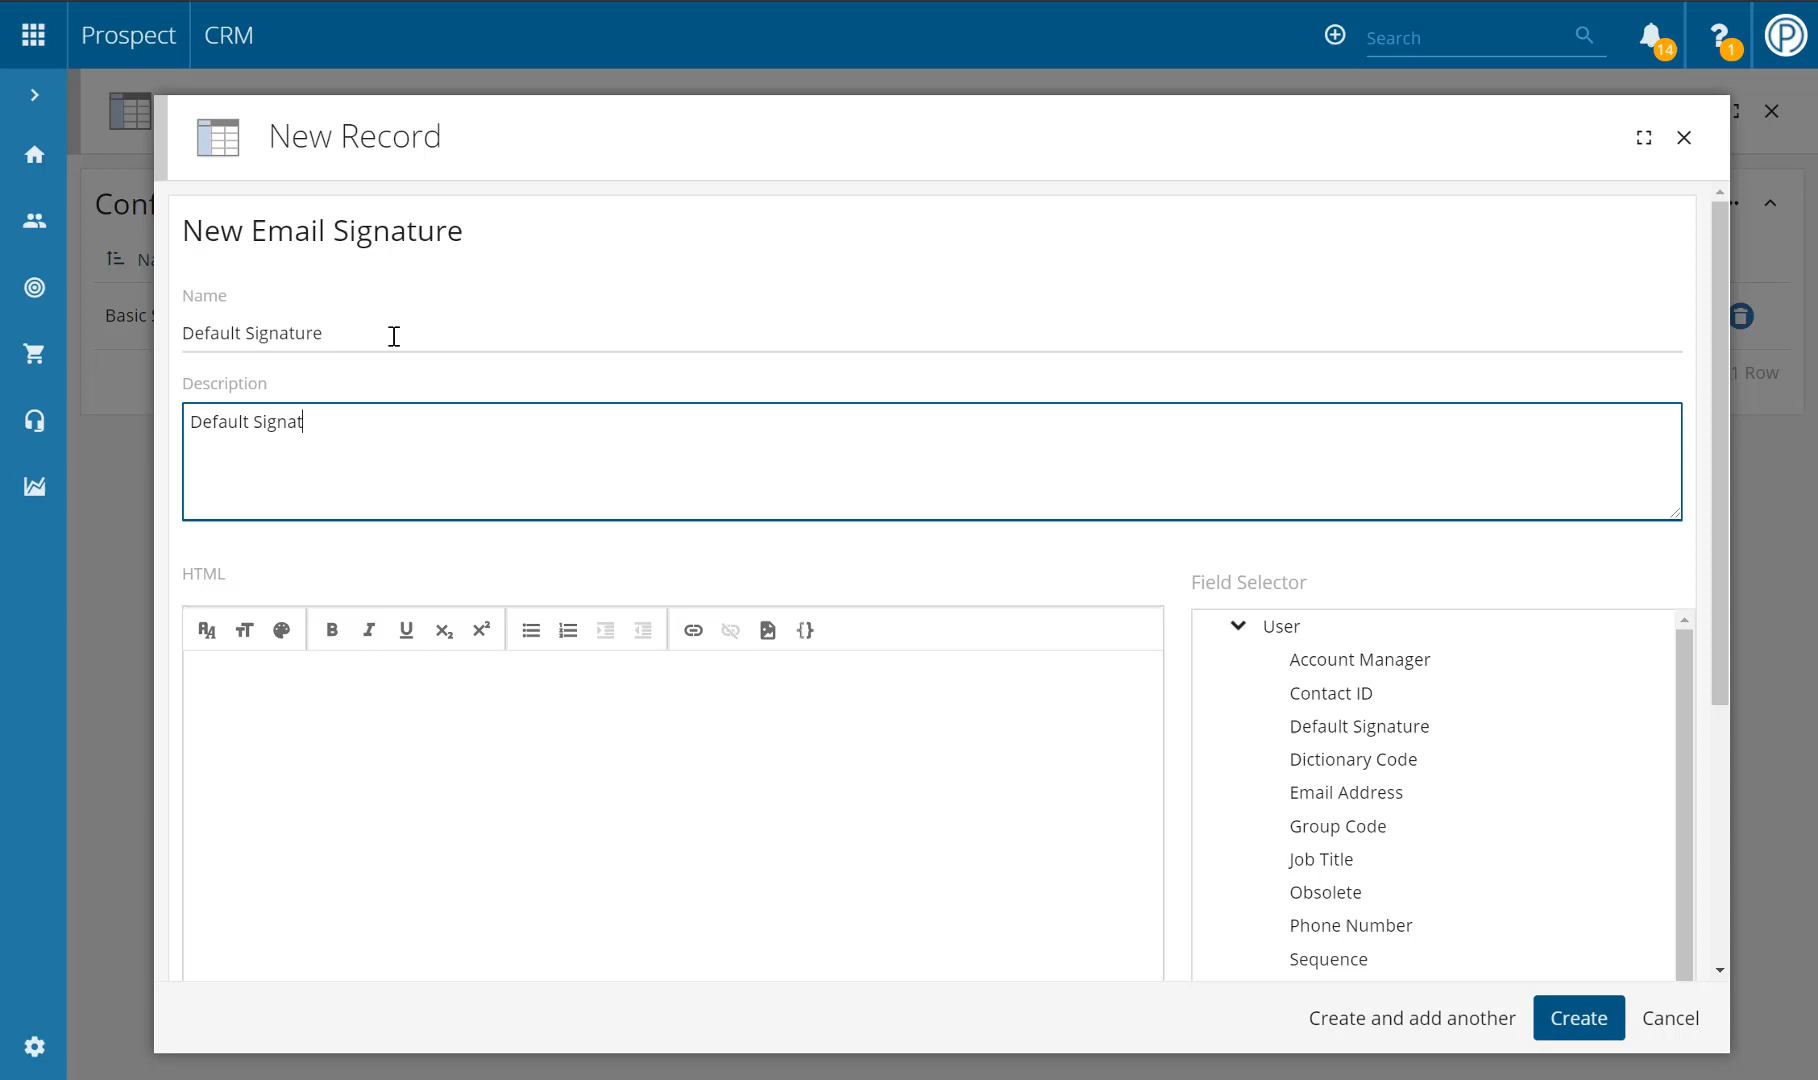 Prospect CRM Search 14 1
New Record
Conf
New Email Signature
Name
Default Signature
Basic
Description
1 Row
Default Signat
HTML
Field Selector
User
Account Manager
Contact ID
Default Signature
Dictionary Code
Email Address
Group Code
Job Title
Obsolete
Phone Number
Sequence
Create and add another Create Cancel